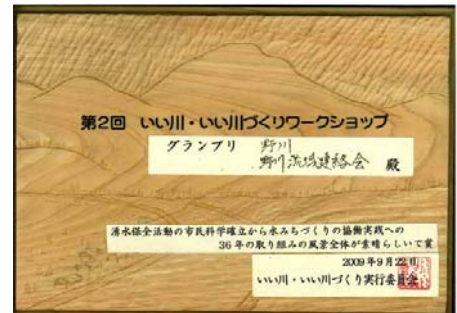 第2回 いい川・いい川づくりワークショップ
グランプリ 野川
野川流域連絡会 殿
湧水保全活動の市民科学確立から水みちづくりの協働実践への
36年の取り組みの風景全体が素晴らしいで賞
2009年9月22日
いい川・いい川づくり実行委員会